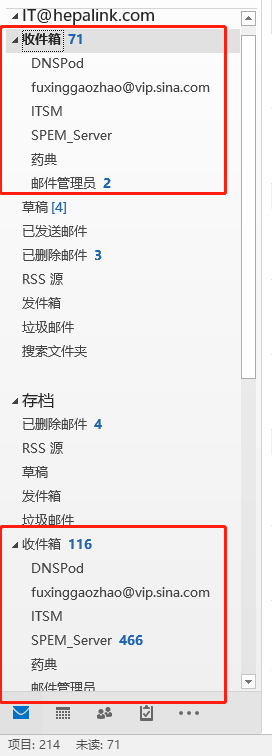 IT@hepalink.com
收件箱 71
DNSPod
fuxinggaozhao@vip.sina.com
ITSM
SPEM_Server
药典
邮件管理员 2
草稿 [4]
已发送邮件
已删除邮件 3
RSS 源
发件箱
垃圾邮件
搜索文件夹
存档
已删除邮件 4
RSS 源
草稿
发件箱
垃圾邮件
收件箱 116
DNSPod
fuxinggaozhao@vip.sina.com
ITSM
SPEM_Server 466
药典
邮件管理员
项目: 214 未读: 71